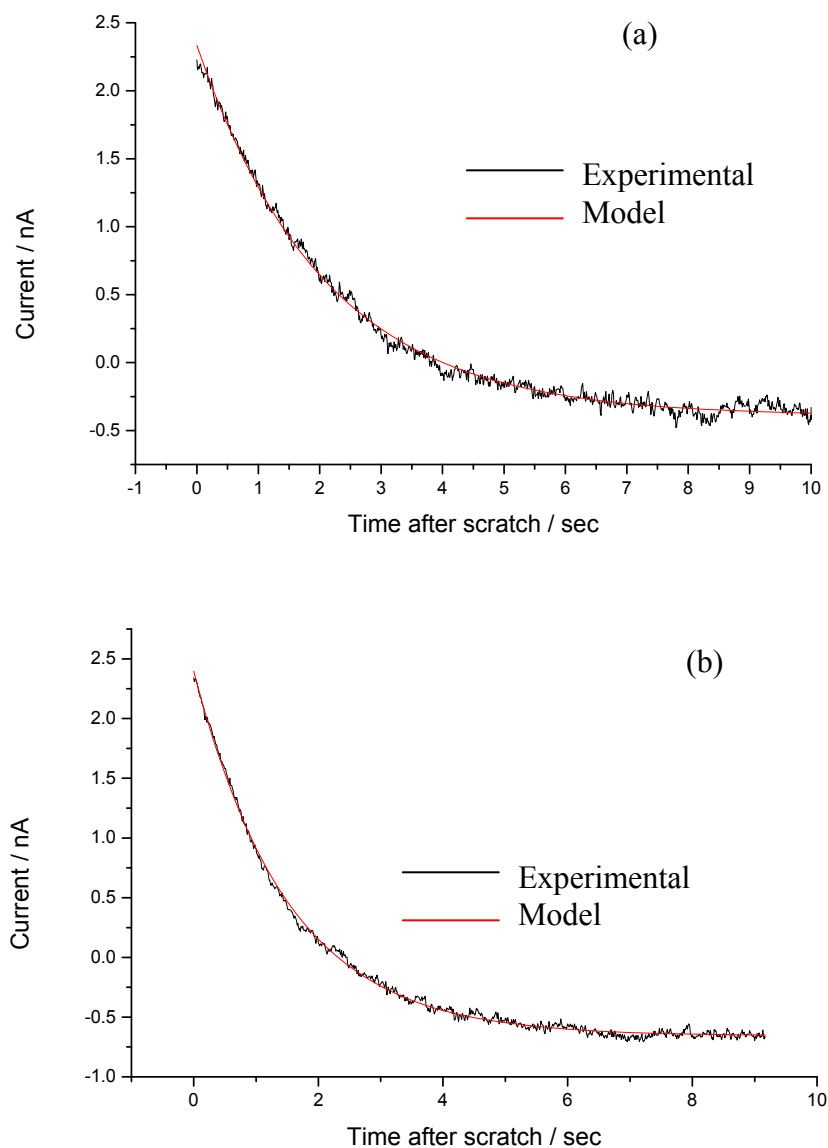 (a)
2.5
2.0
1.5
1.0
0.5
0.0
-0.5
Current / nA
Experimental
Model
-1 0 1 2 3 4 5 6 7 8 9 10
Time after scratch / sec
(b)
2.5
2.0
1.5
1.0
0.5
0.0
-0.5
-1.0
Current / nA
Experimental
Model
0 2 4 6 8 10
Time after scratch / sec